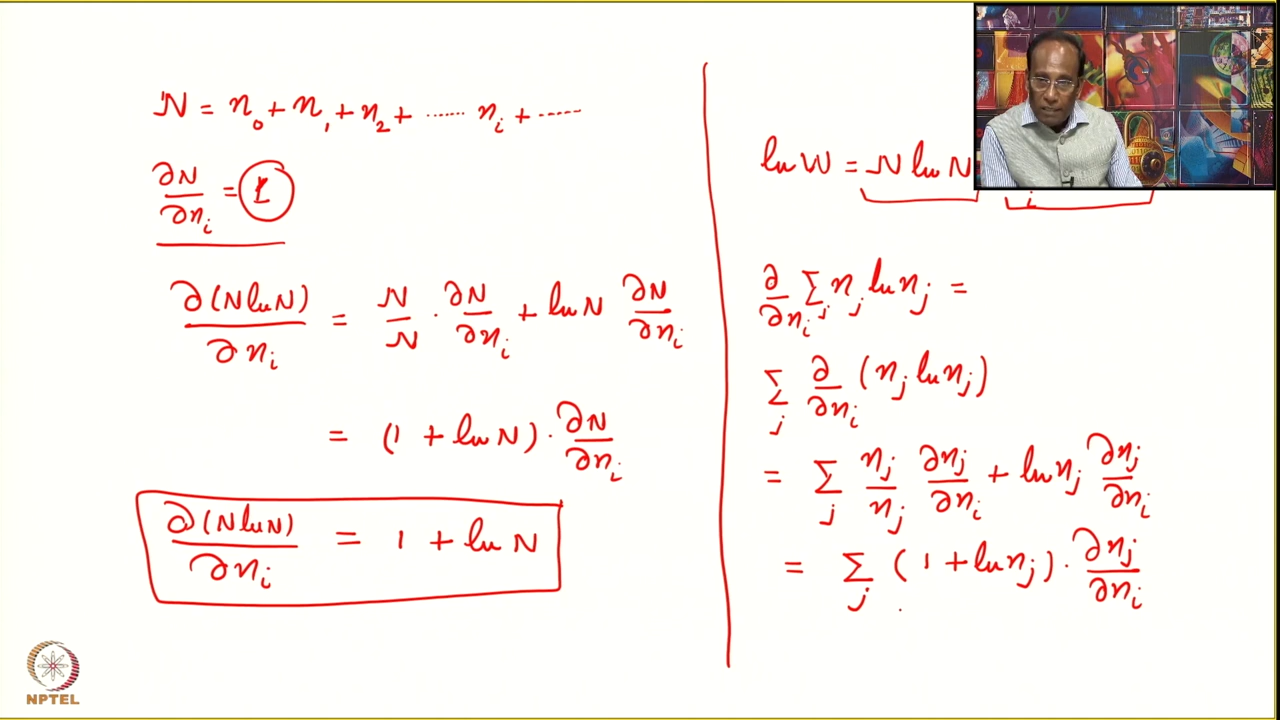 N = n₀ + n₁ + n₂ + ...... nᵢ + ......
∂N/∂nᵢ = 1
∂(N ln N)/∂nᵢ = N/N · ∂N/∂nᵢ + ln N ∂N/∂nᵢ
= (1 + ln N) · ∂N/∂nᵢ
∂(N ln N)/∂nᵢ = 1 + ln N
ln W = N ln N
i
∂/∂nᵢ Σⱼ nⱼ ln nⱼ =
Σⱼ ∂/∂nᵢ (nⱼ ln nⱼ)
= Σⱼ nⱼ/nⱼ ∂nⱼ/∂nᵢ + ln nⱼ ∂nⱼ/∂nᵢ
= Σⱼ (1 + ln nⱼ) · ∂nⱼ/∂nᵢ
NPTEL